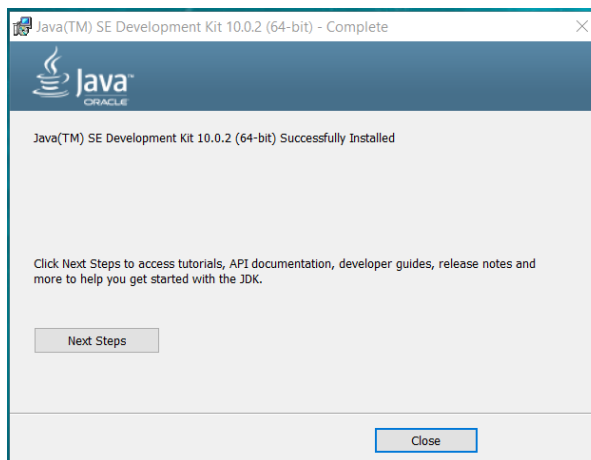 Java(TM) SE Development Kit 10.0.2 (64-bit) - Complete
Java™
ORACLE
Java(TM) SE Development Kit 10.0.2 (64-bit) Successfully Installed
Click Next Steps to access tutorials, API documentation, developer guides, release notes and
more to help you get started with the JDK.
Next Steps
Close